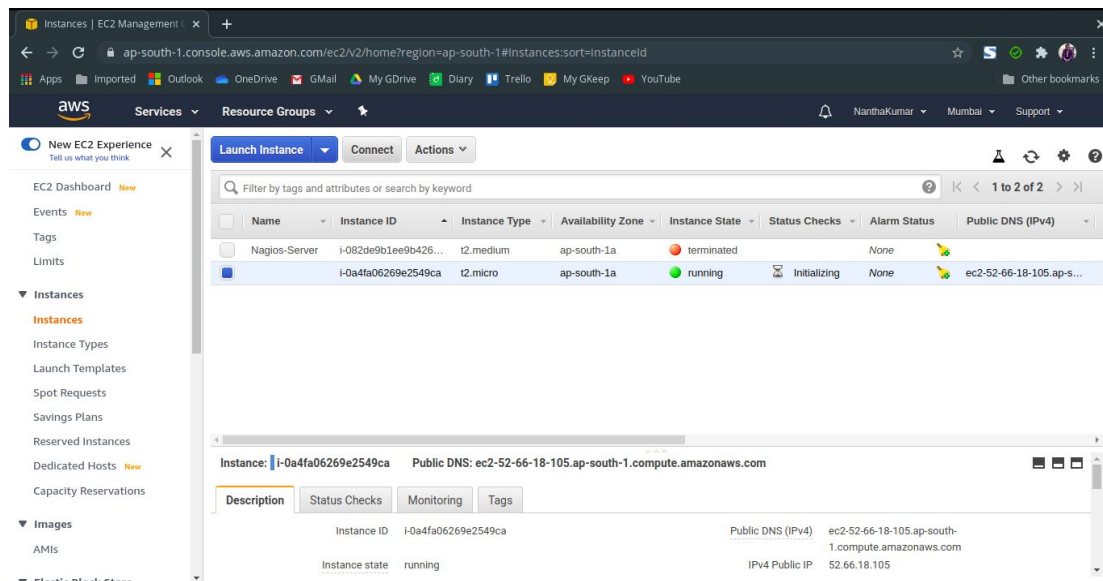 Instances | EC2 Management C
ap-south-1.console.aws.amazon.com/ec2/v2/home?region=ap-south-1#Instances:sort=instanceId
Apps Imported Outlook OneDrive GMail My GDrive Diary Trello My GKeep YouTube Other bookmarks
aws Services Resource Groups NanthaKumar Mumbai Support
New EC2 Experience
Tell us what you think
Launch Instance Connect Actions
EC2 Dashboard New
Filter by tags and attributes or search by keyword 1 to 2 of 2
Events New
Name Instance ID Instance Type Availability Zone Instance State Status Checks Alarm Status Public DNS (IPv4)
Tags
Nagios-Server i-082de9b1ee9b426... t2.medium ap-south-1a terminated None
Limits
i-0a4fa06269e2549ca t2.micro ap-south-1a running Initializing None ec2-52-66-18-105.ap-s...
Instances
Instances
Instance Types
Launch Templates
Spot Requests
Savings Plans
Reserved Instances
Dedicated Hosts New
Capacity Reservations
Images
AMIs
Instance: i-0a4fa06269e2549ca Public DNS: ec2-52-66-18-105.ap-south-1.compute.amazonaws.com
Description Status Checks Monitoring Tags
Instance ID i-0a4fa06269e2549ca Public DNS (IPv4) ec2-52-66-18-105.ap-south-
1.compute.amazonaws.com
Instance state running IPv4 Public IP 52.66.18.105